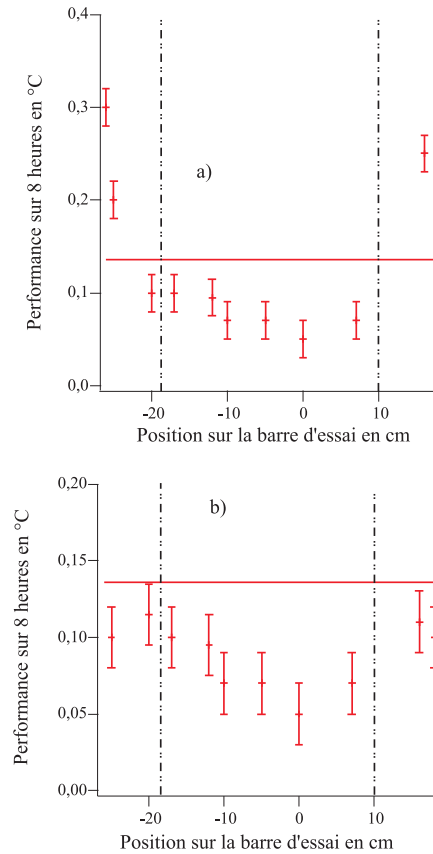 0,4
0,3
0,2
0,1
0,0
Performance sur 8 heures en °C
a)
-20 -10 0 10
Position sur la barre d'essai en cm
0,20
0,15
0,10
0,05
0,00
Performance sur 8 heures en °C
b)
-20 -10 0 10
Position sur la barre d'essai en cm